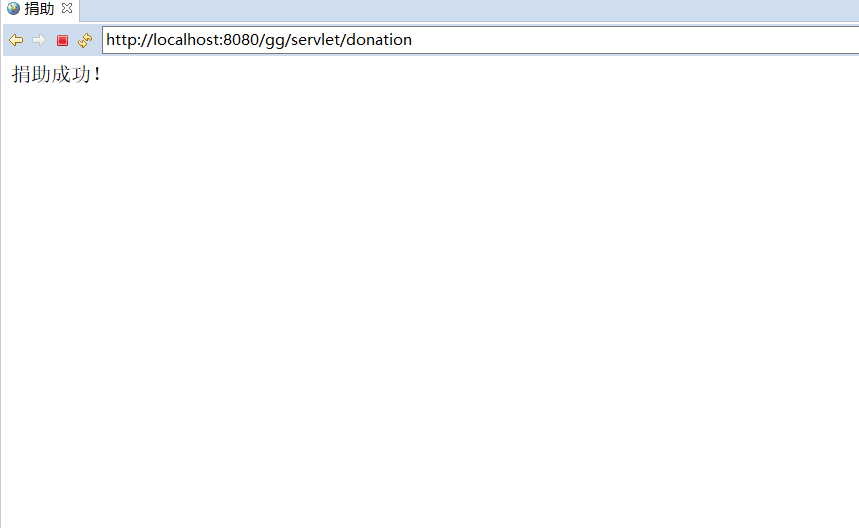 捐助
http://localhost:8080/gg/servlet/donation
捐助成功！